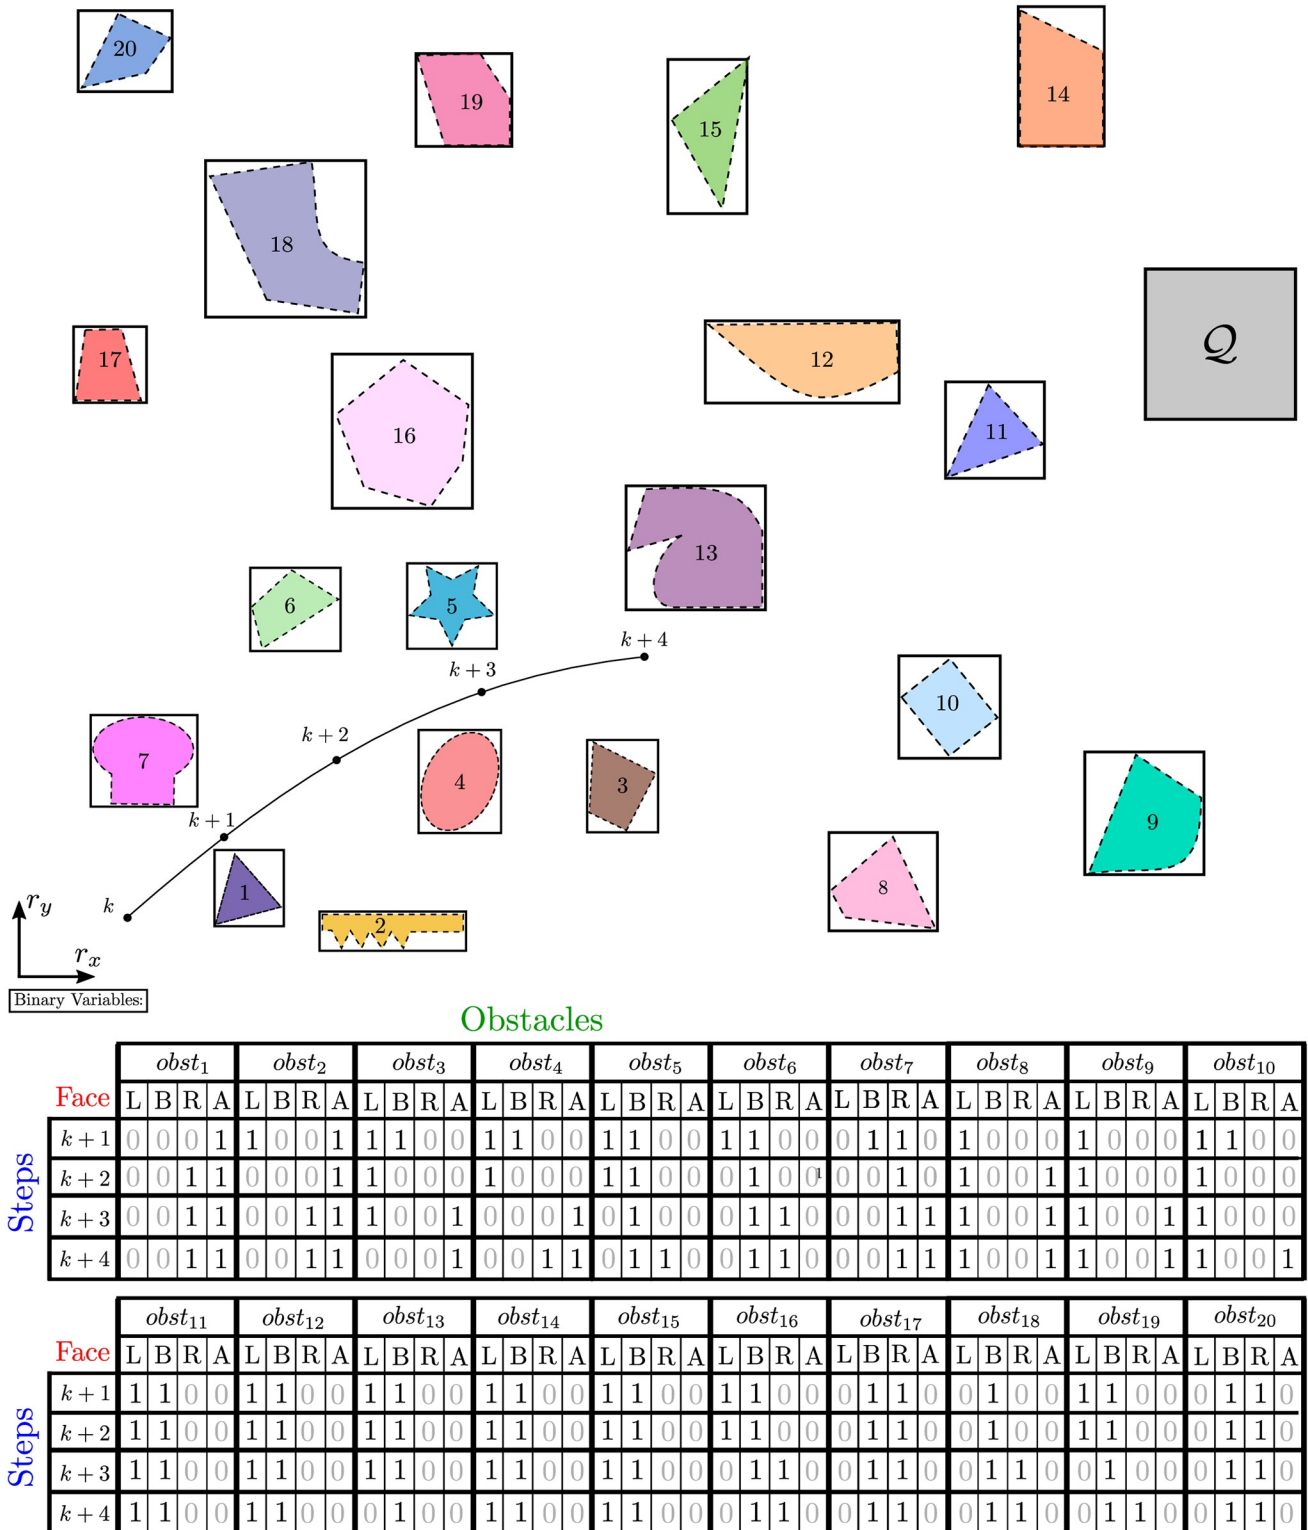 20
14
19
15
18
𝒬
17
12
11
16
13
6
5
k + 4
k + 3
10
k + 2
7
4
3
9
k + 1
8
1
k
2
r_y
r_x
Binary Variables:
Obstacles
obst₁ obst₂ obst₃ obst₄ obst₅ obst₆ obst₇ obst₈ obst₉ obst₁₀
Face L B R A L B R A L B R A L B R A L B R A L B R A L B R A L B R A L B R A L B R A
Steps
k + 1 0 0 0 1 1 0 0 1 1 1 0 0 1 1 0 0 1 1 0 0 1 1 0 0 0 1 1 0 1 0 0 0 1 0 0 0 1 1 0 0
k + 2 0 0 1 1 0 0 0 1 1 0 0 0 1 0 0 0 1 1 0 0 0 1 0 0 1 0 0 1 0 1 0 0 1 1 0 0 0 1 0 0 0
k + 3 0 0 1 1 0 0 1 1 1 0 0 1 0 0 0 1 0 1 0 0 0 1 1 0 0 0 1 1 1 0 0 1 1 0 0 1 1 0 0 0
k + 4 0 0 1 1 0 0 1 1 0 0 0 1 0 0 1 1 0 1 1 0 0 1 1 0 0 0 1 1 1 0 0 1 1 0 0 1 1 0 0 1
obst₁₁ obst₁₂ obst₁₃ obst₁₄ obst₁₅ obst₁₆ obst₁₇ obst₁₈ obst₁₉ obst₂₀
Face L B R A L B R A L B R A L B R A L B R A L B R A L B R A L B R A L B R A L B R A
Steps
k + 1 1 1 0 0 1 1 0 0 1 1 0 0 1 1 0 0 1 1 0 0 1 1 0 0 0 1 1 0 0 1 0 0 1 1 0 0 0 1 1 0
k + 2 1 1 0 0 1 1 0 0 1 1 0 0 1 1 0 0 1 1 0 0 1 1 0 0 0 1 1 0 0 1 0 0 1 1 0 0 0 1 1 0
k + 3 1 1 0 0 1 1 0 0 1 1 0 0 1 1 0 0 1 1 0 0 0 1 1 0 0 1 1 0 0 1 1 0 0 1 0 0 0 1 1 0
k + 4 1 1 0 0 1 1 0 0 0 1 0 0 1 1 0 0 1 1 0 0 0 1 1 0 0 1 1 0 0 1 1 0 0 1 1 0 0 1 1 0